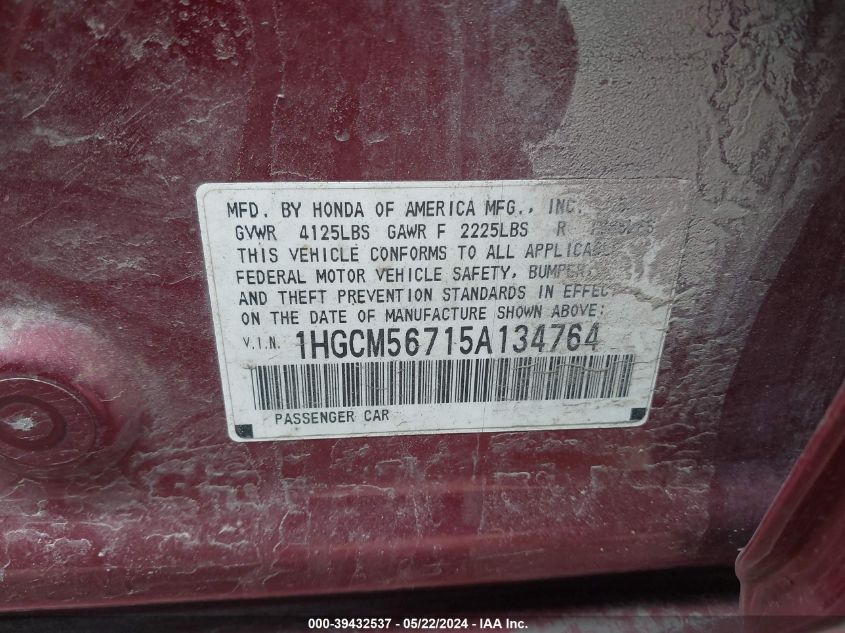 MFD. BY HONDA OF AMERICA MFG., INC.
GVWR 4125LBS GAWR F 2225LBS R
THIS VEHICLE CONFORMS TO ALL
FEDERAL MOTOR VEHICLE SAFETY, BUMPER,
AND THEFT PREVENTION STANDARDS IN
ON THE DATE OF MANUFACTURE SHOWN ABOVE:
V.I.N. 1HGCM56715A134764
PASSENGER CAR
000-39432537 - 05/22/2024 - IAA Inc.